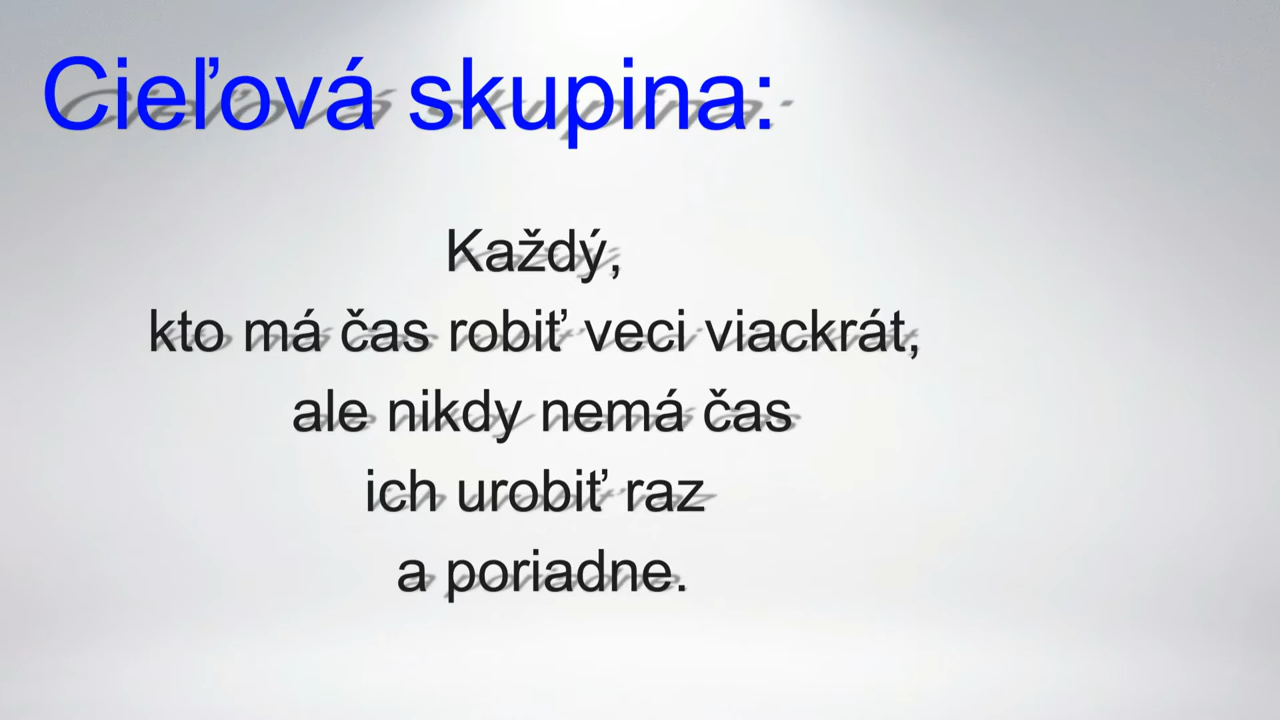 Cieľová skupina:
Každý,
kto má čas robiť veci viackrát,
ale nikdy nemá čas
ich urobiť raz
a poriadne.